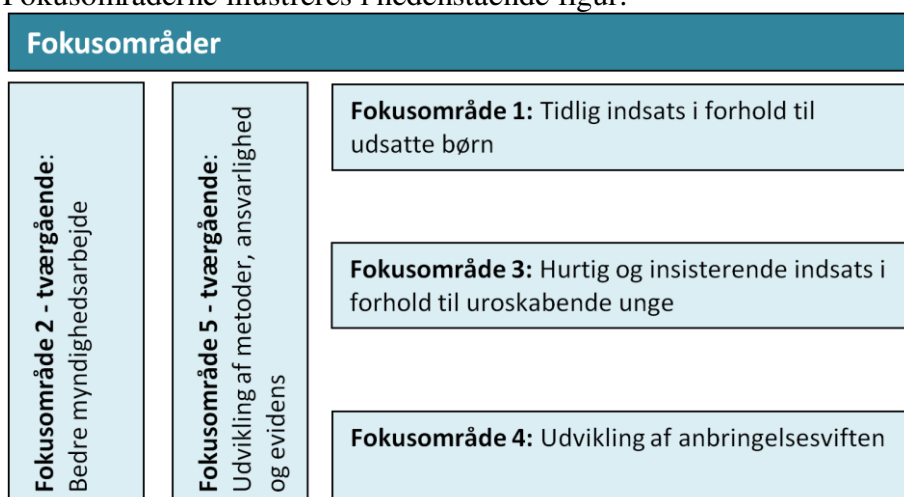 Fokusområderne illustreres i nedenstående figur.
Fokusområder
Fokusområde 2 - tværgående:
Bedre myndighedsarbejde
Fokusområde 5 - tværgående:
Udvikling af metoder, ansvarlighed
og evidens
Fokusområde 1: Tidlig indsats i forhold til
udsatte børn
Fokusområde 3: Hurtig og insisterende indsats i
forhold til uroskabende unge
Fokusområde 4: Udvikling af anbringelsesviften